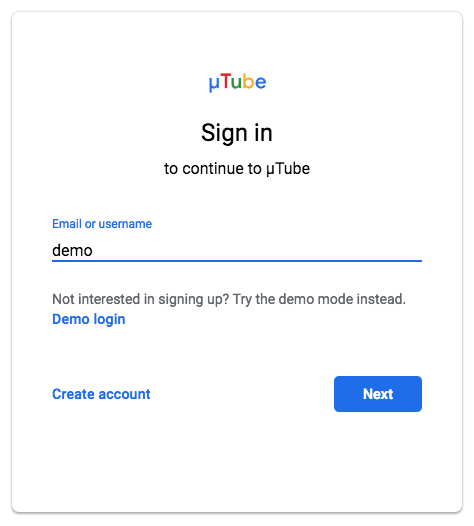 µTube
Sign in
to continue to µTube
Email or username
demo
Not interested in signing up? Try the demo mode instead.
Demo login
Create account
Next